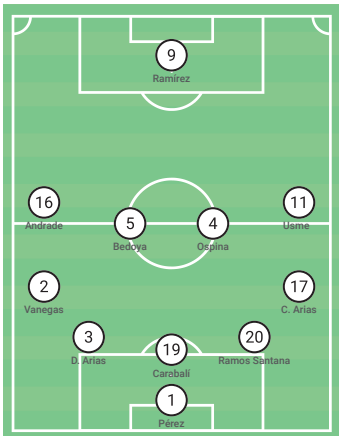 9
Ramírez
16
Andrade
11
Usme
5
Bedoya
4
Ospina
2
Vanegas
17
C. Arias
3
D. Arias
20
Ramos Santana
19
Carabalí
1
Pérez